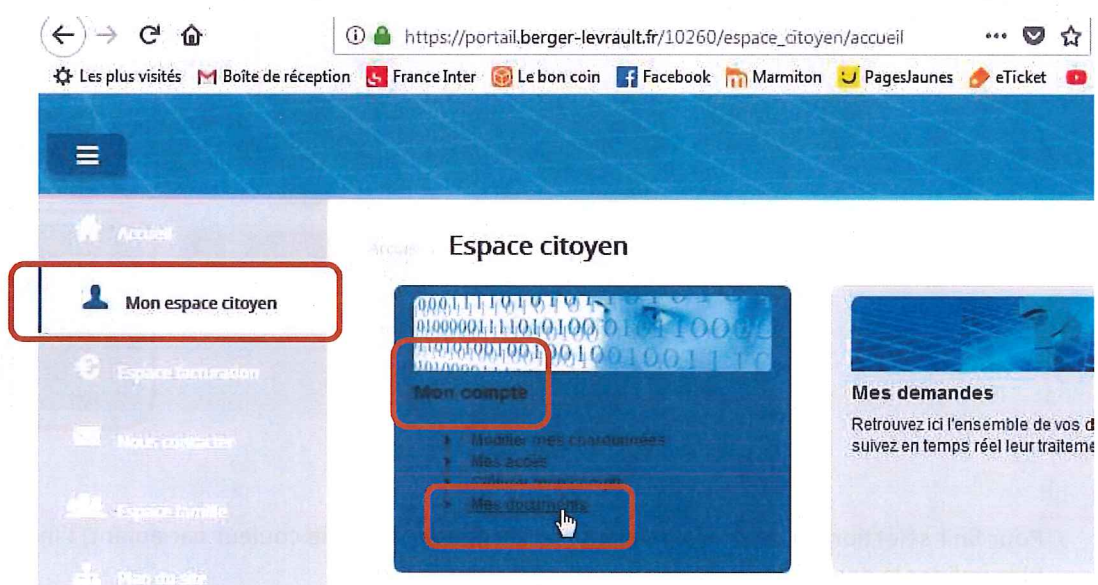 https://portail.berger-levrault.fr/10260/espace_citoyen/accueil
Les plus visités Boîte de réception France Inter Le bon coin Facebook Marmiton PagesJaunes eTicket
Accueil
Espace citoyen
Mon espace citoyen
Espace facturation
Nous contacter
Espace famille
Plan du site
0100000111101010001011000
Mon compte
Modifier mes coordonnées
Mes accès
Mes documents
Mes demandes
Retrouvez ici l'ensemble de vos d
suivez en temps réel leur traiteme